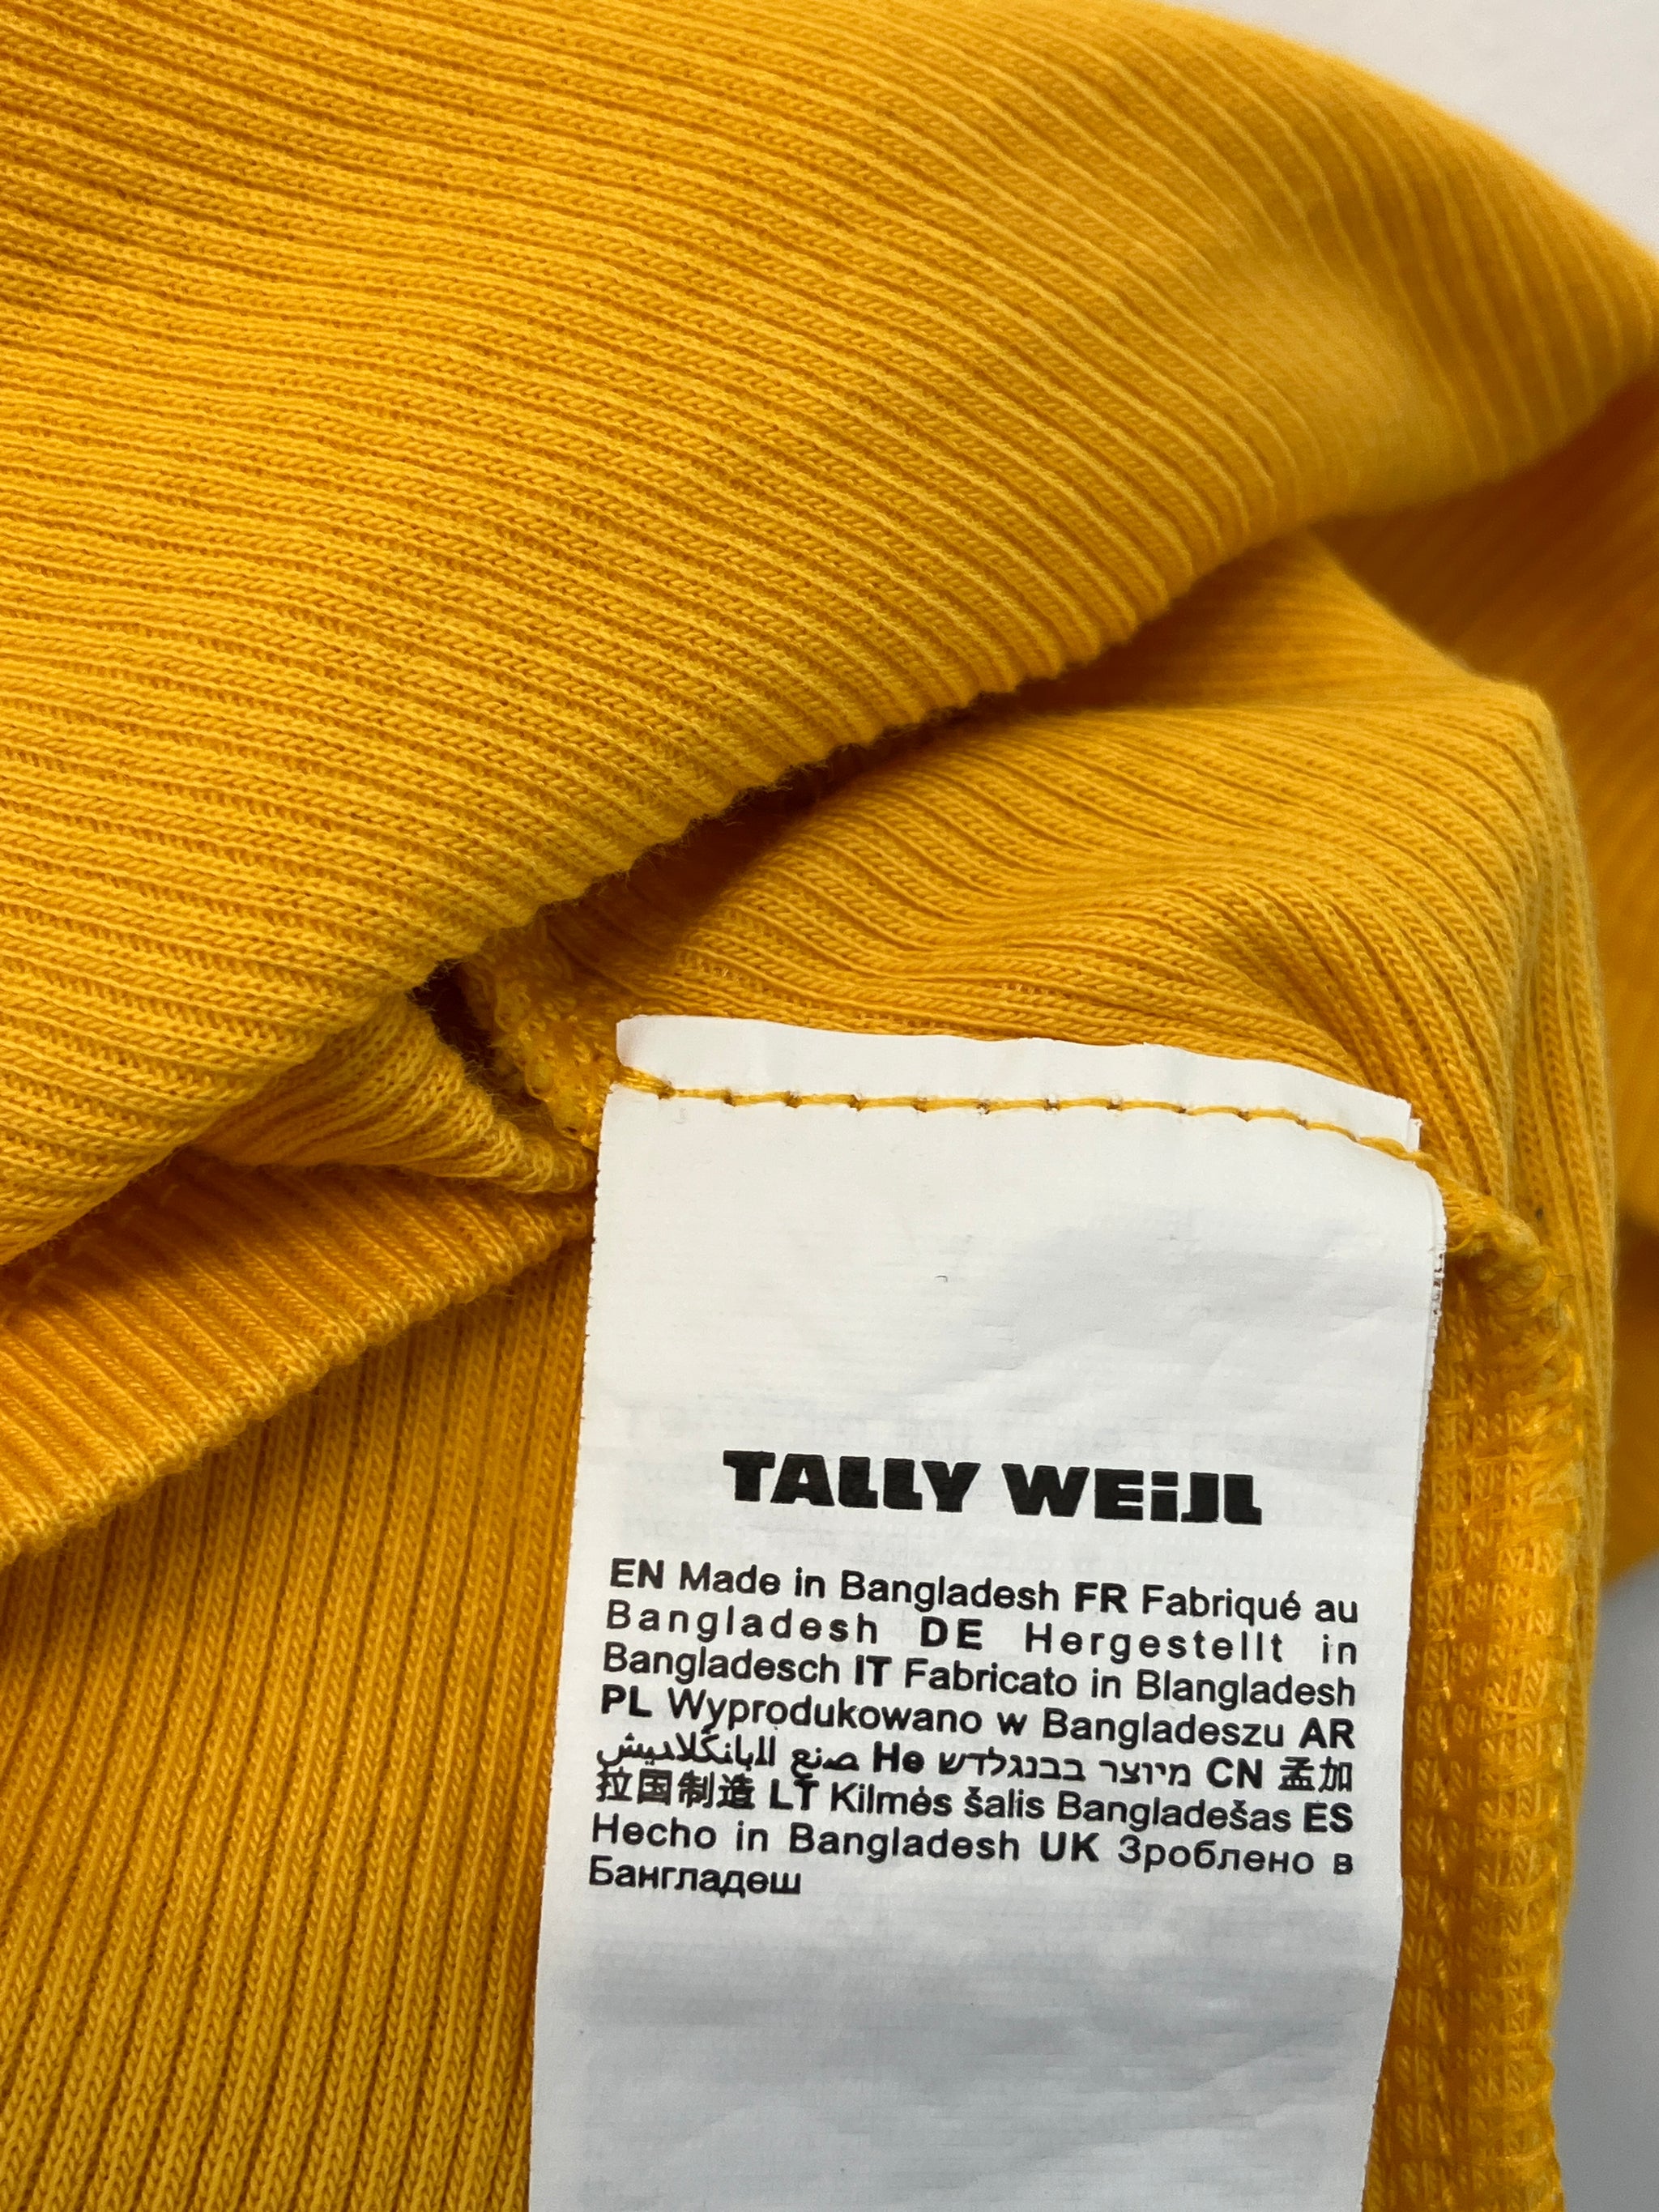 TALLY WEiJL
EN Made in Bangladesh FR Fabriqué au
Bangladesh DE Hergestellt in
Bangladesch IT Fabricato in Blangladesh
PL Wyprodukowano w Bangladeszu AR
صنع اابانكلاديش He מיוצר בבנגלדש CN 孟加
拉国制造 LT Kilmės šalis Bangladešas ES
Hecho in Bangladesh UK Зроблено в
Бангладеш